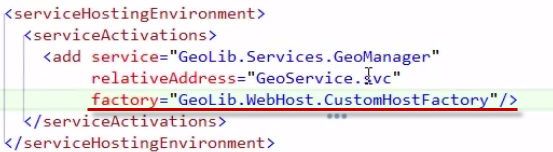 <serviceHostingEnvironment>
<serviceActivations>
<add service="GeoLib.Services.GeoManager"
relativeAddress="GeoService.svc"
factory="GeoLib.WebHost.CustomHostFactory"/>
</serviceActivations>
</serviceHostingEnvironment>